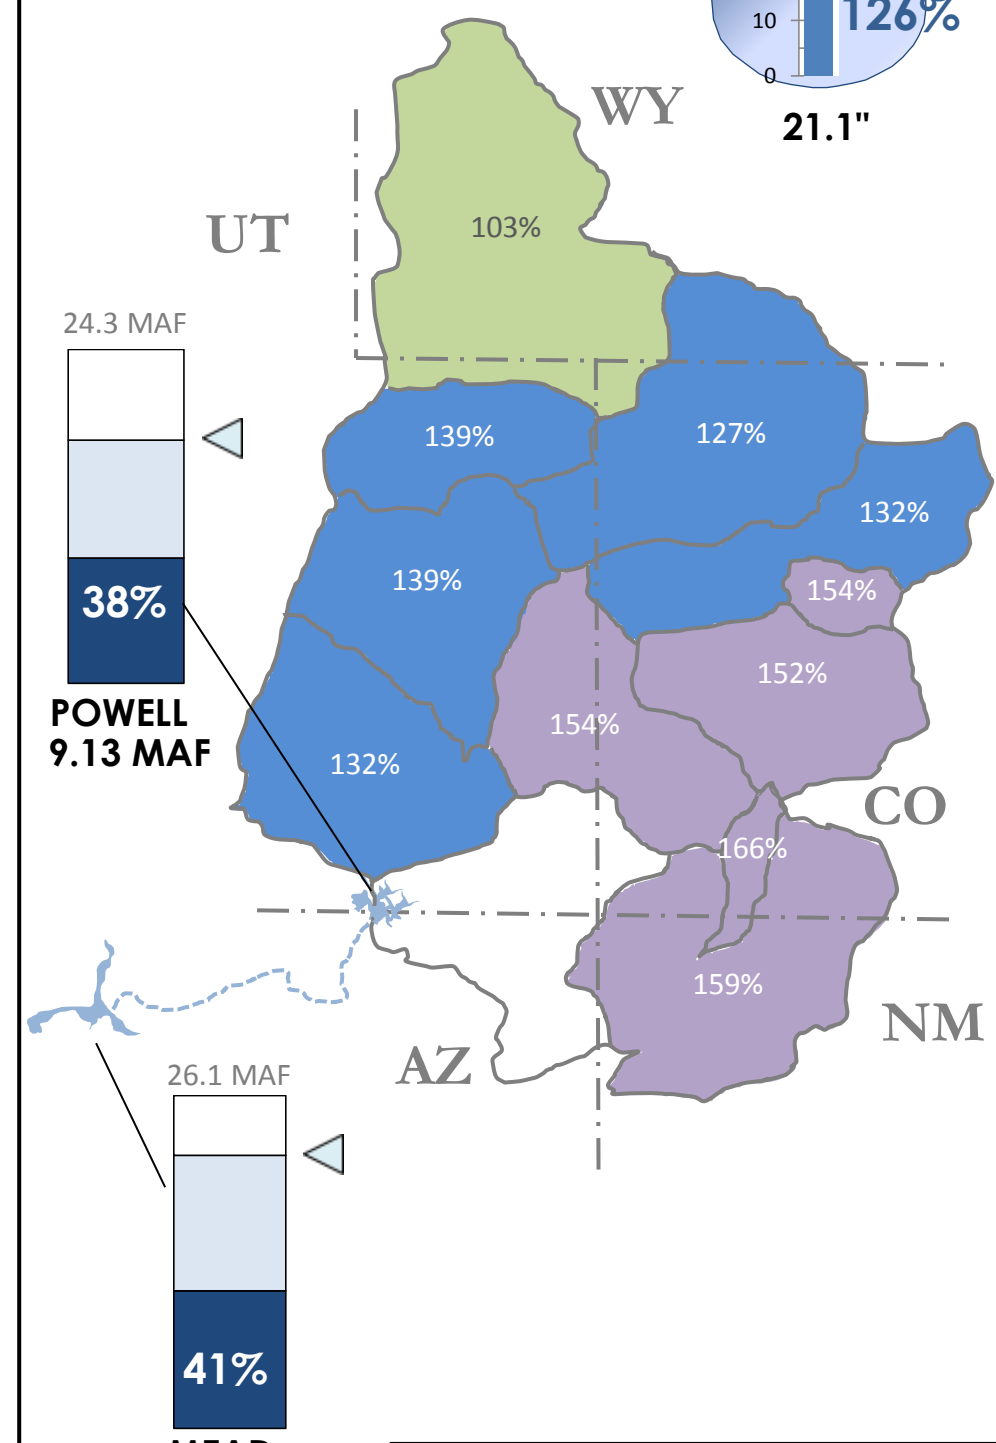 10
126%
0
21.1"
WY
UT
103%
24.3 MAF
139%
127%
132%
38%
139%
154%
152%
POWELL
9.13 MAF
154%
132%
CO
166%
159%
NM
AZ
26.1 MAF
41%
MEAD